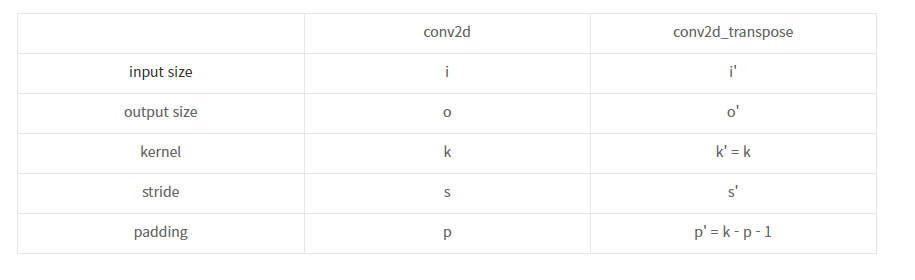 conv2d conv2d_transpose
input size i i'
output size o o'
kernel k k' = k
stride s s'
padding p p' = k - p - 1